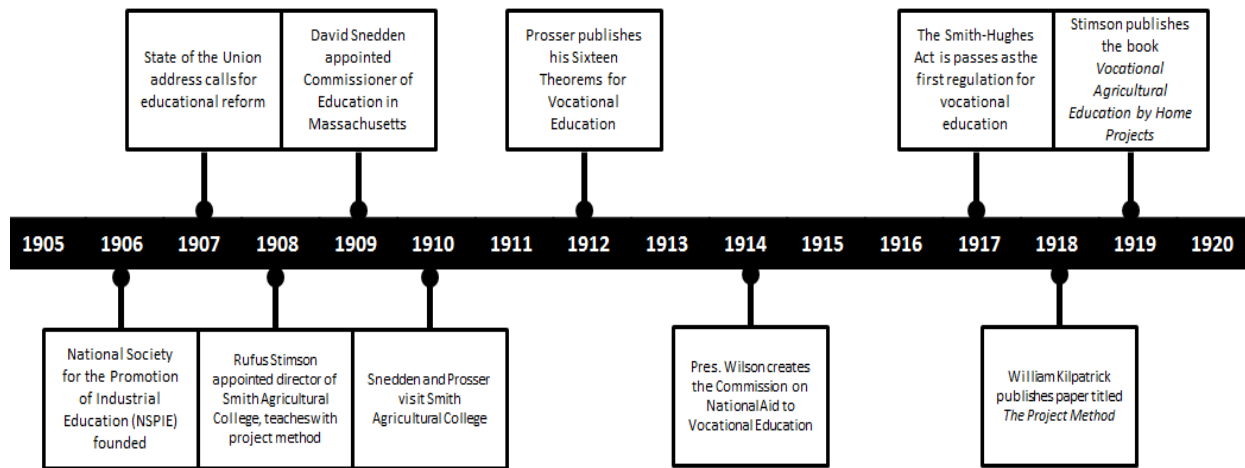 State of the Union
address calls for
educational reform
David Snedden
appointed
Commissioner of
Education in
Massachusetts
Prosser publishes
his Sixteen
Theorems for
Vocational
Education
The Smith-Hughes
Act is passes as the
first regulation for
vocational
education
Stimson publishes
the book
Vocational
Agricultural
Education by Home
Projects
1905 1906 1907 1908 1909 1910 1911 1912 1913 1914 1915 1916 1917 1918 1919 1920
National Society
for the Promotion
of Industrial
Education (NSPIE)
founded
Rufus Stimson
appointed director of
Smith Agricultural
College, teaches with
project method
Snedden and Prosser
visit Smith
Agricultural College
Pres. Wilson creates
the Commission on
National Aid to
Vocational Education
William Kilpatrick
publishes paper titled
The Project Method